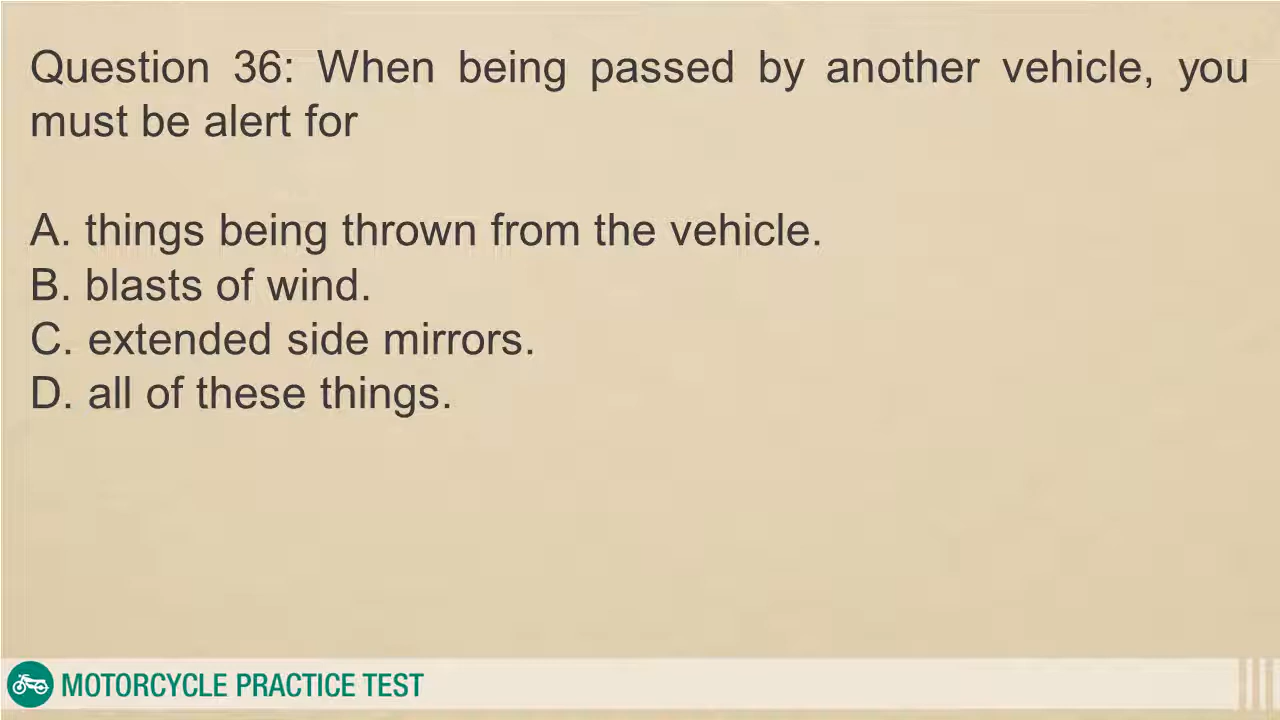 Question 36: When being passed by another vehicle, you
must be alert for
A. things being thrown from the vehicle.
B. blasts of wind.
C. extended side mirrors.
D. all of these things.
MOTORCYCLE PRACTICE TEST